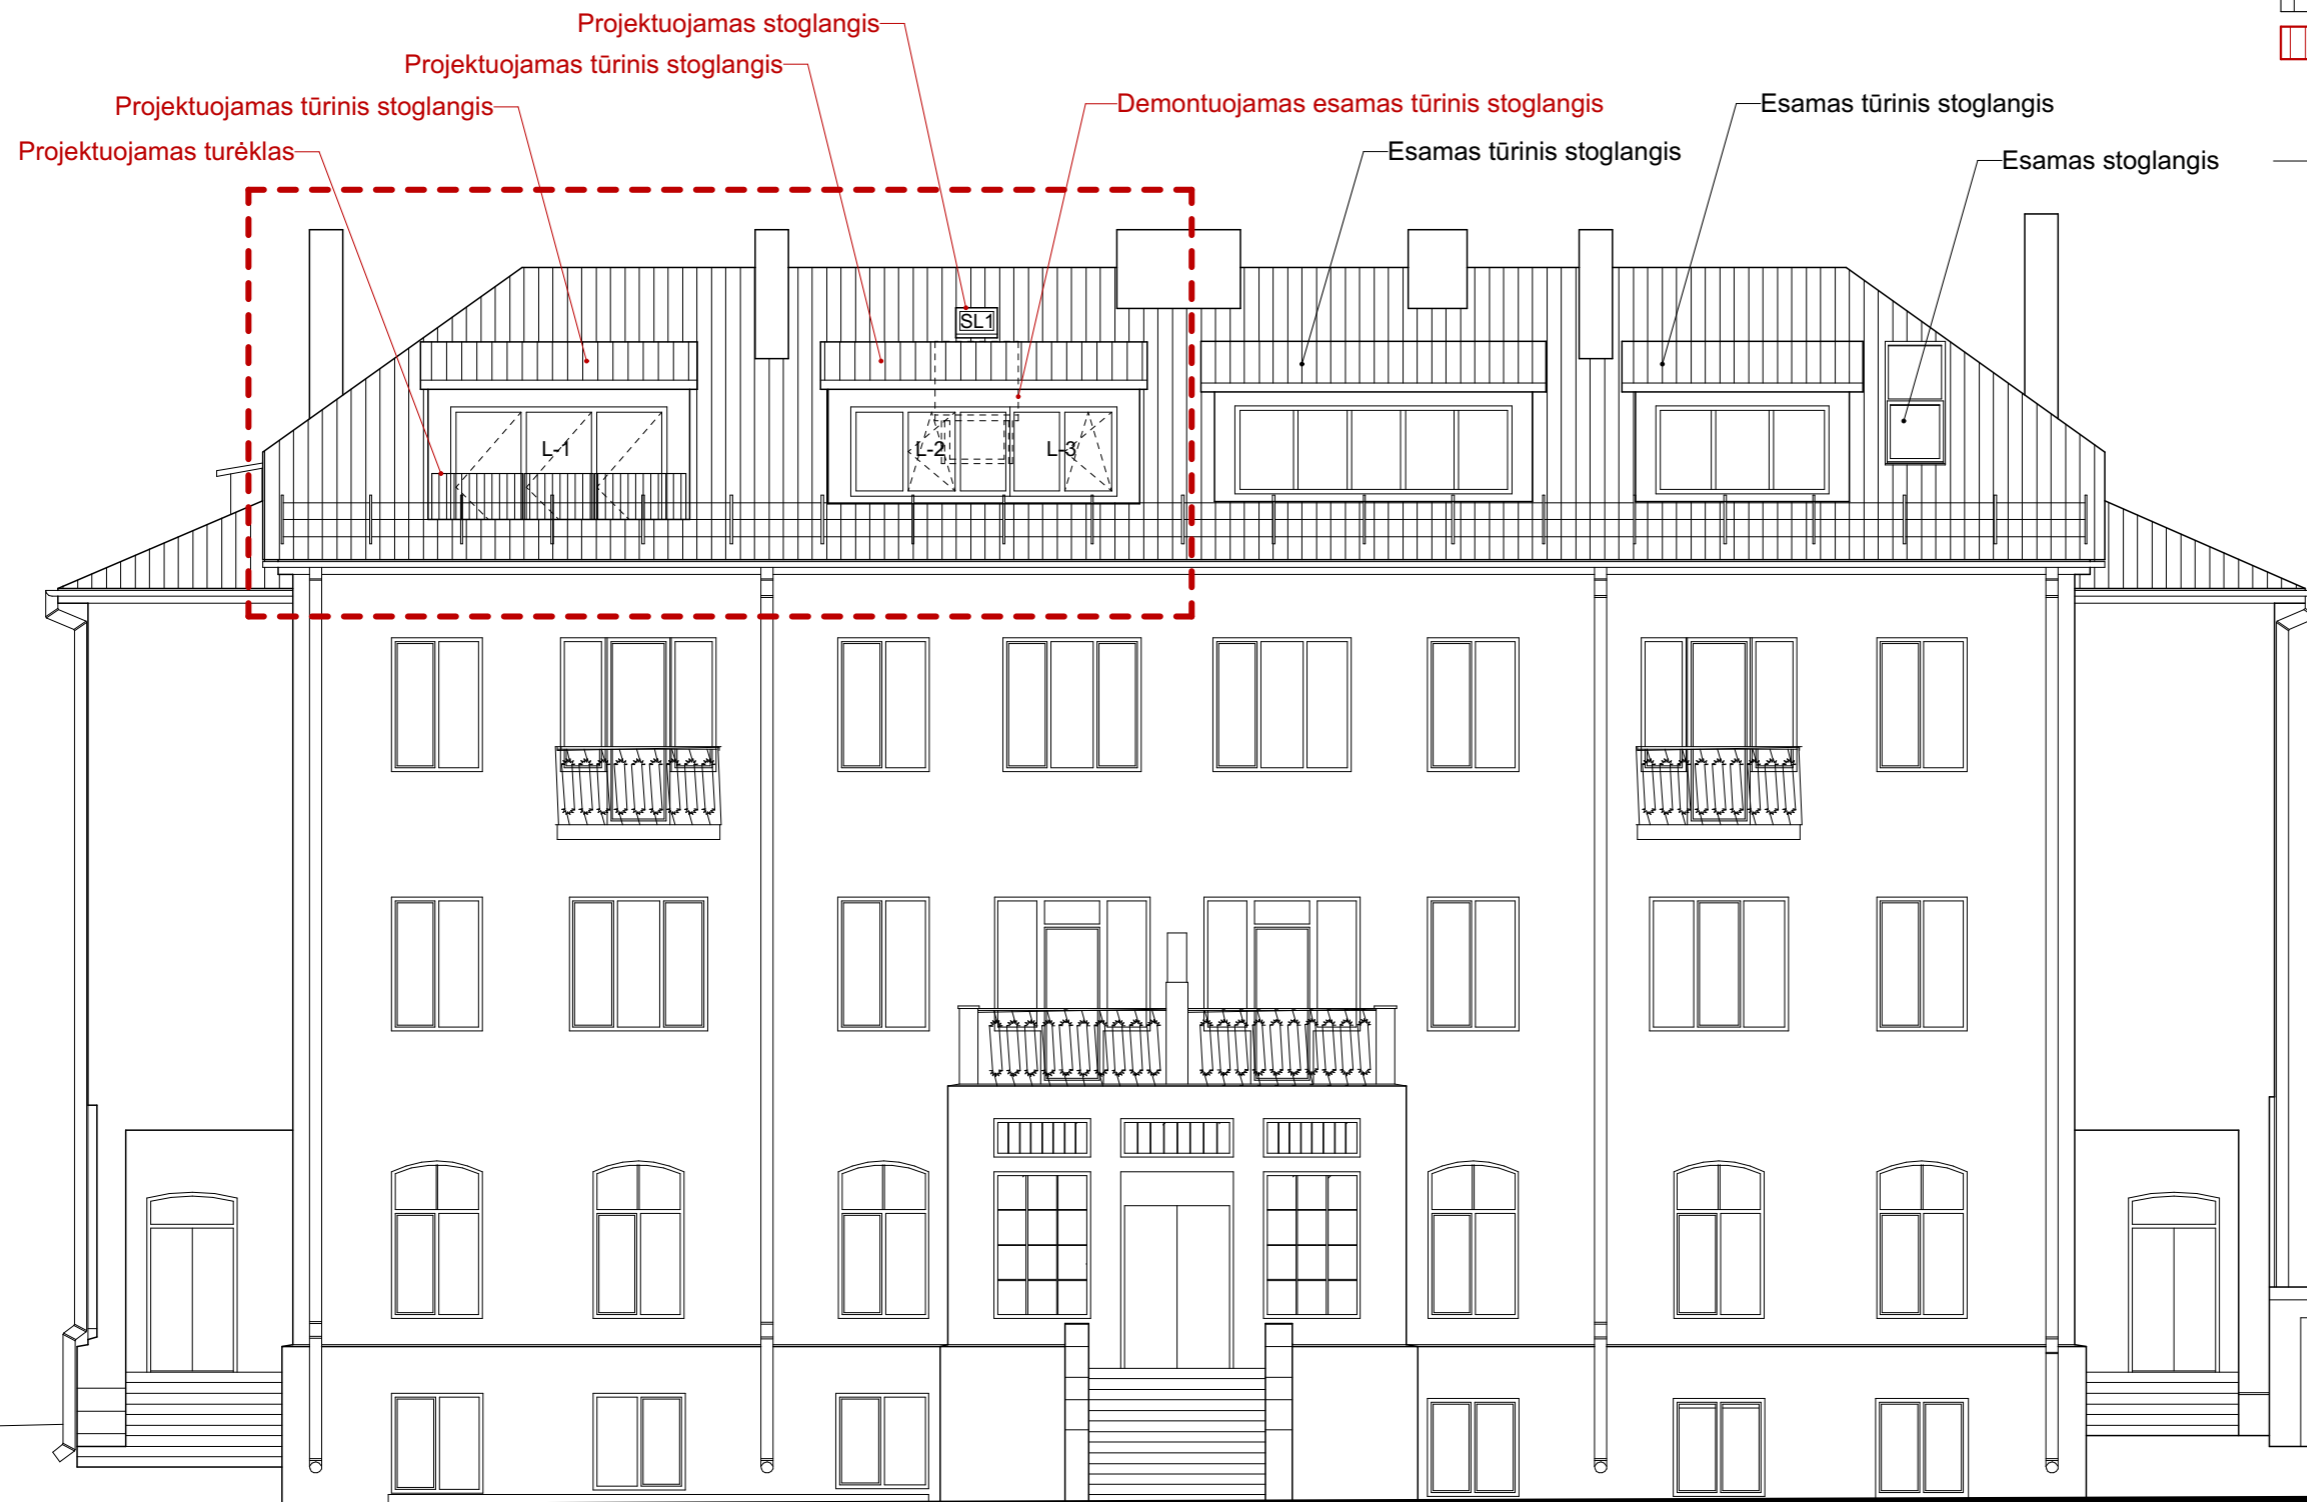 Projektuojamas stoglangis
Projektuojamas tūrinis stoglangis
Projektuojamas tūrinis stoglangis
Demontuojamas esamas tūrinis stoglangis
Esamas tūrinis stoglangis
Projektuojamas turėklas
Esamas tūrinis stoglangis
Esamas stoglangis
SL1
L-1
L-2
L-3